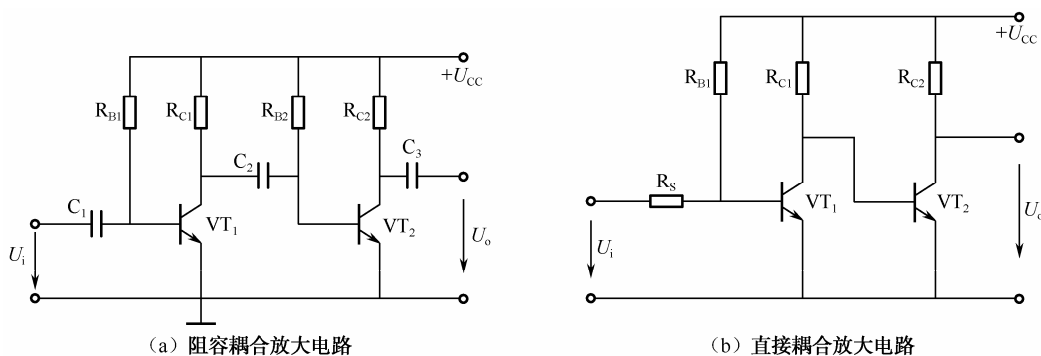 +U_CC
R_B1
R_C1
R_B2
R_C2
C_1
C_2
C_3
VT_1
VT_2
U_i
U_o
（a）阻容耦合放大电路
+U_CC
R_B1
R_C1
R_C2
R_S
VT_1
VT_2
U_i
U_o
（b）直接耦合放大电路